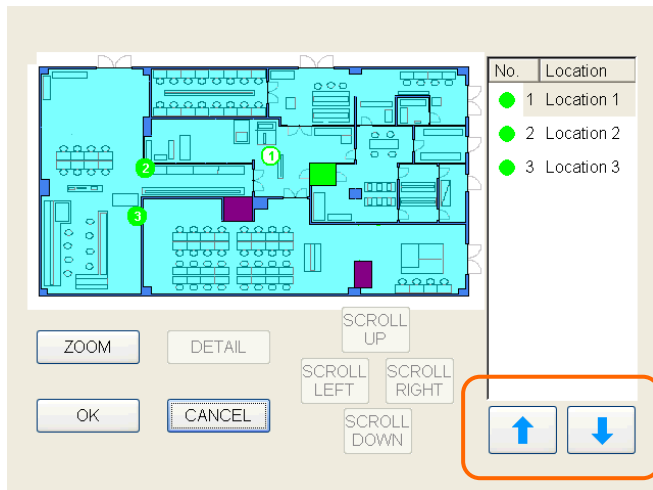 No. Location
1 Location 1
2 Location 2
3 Location 3
1
2
3
ZOOM
DETAIL
SCROLL
UP
SCROLL
LEFT
SCROLL
RIGHT
OK
CANCEL
SCROLL
DOWN